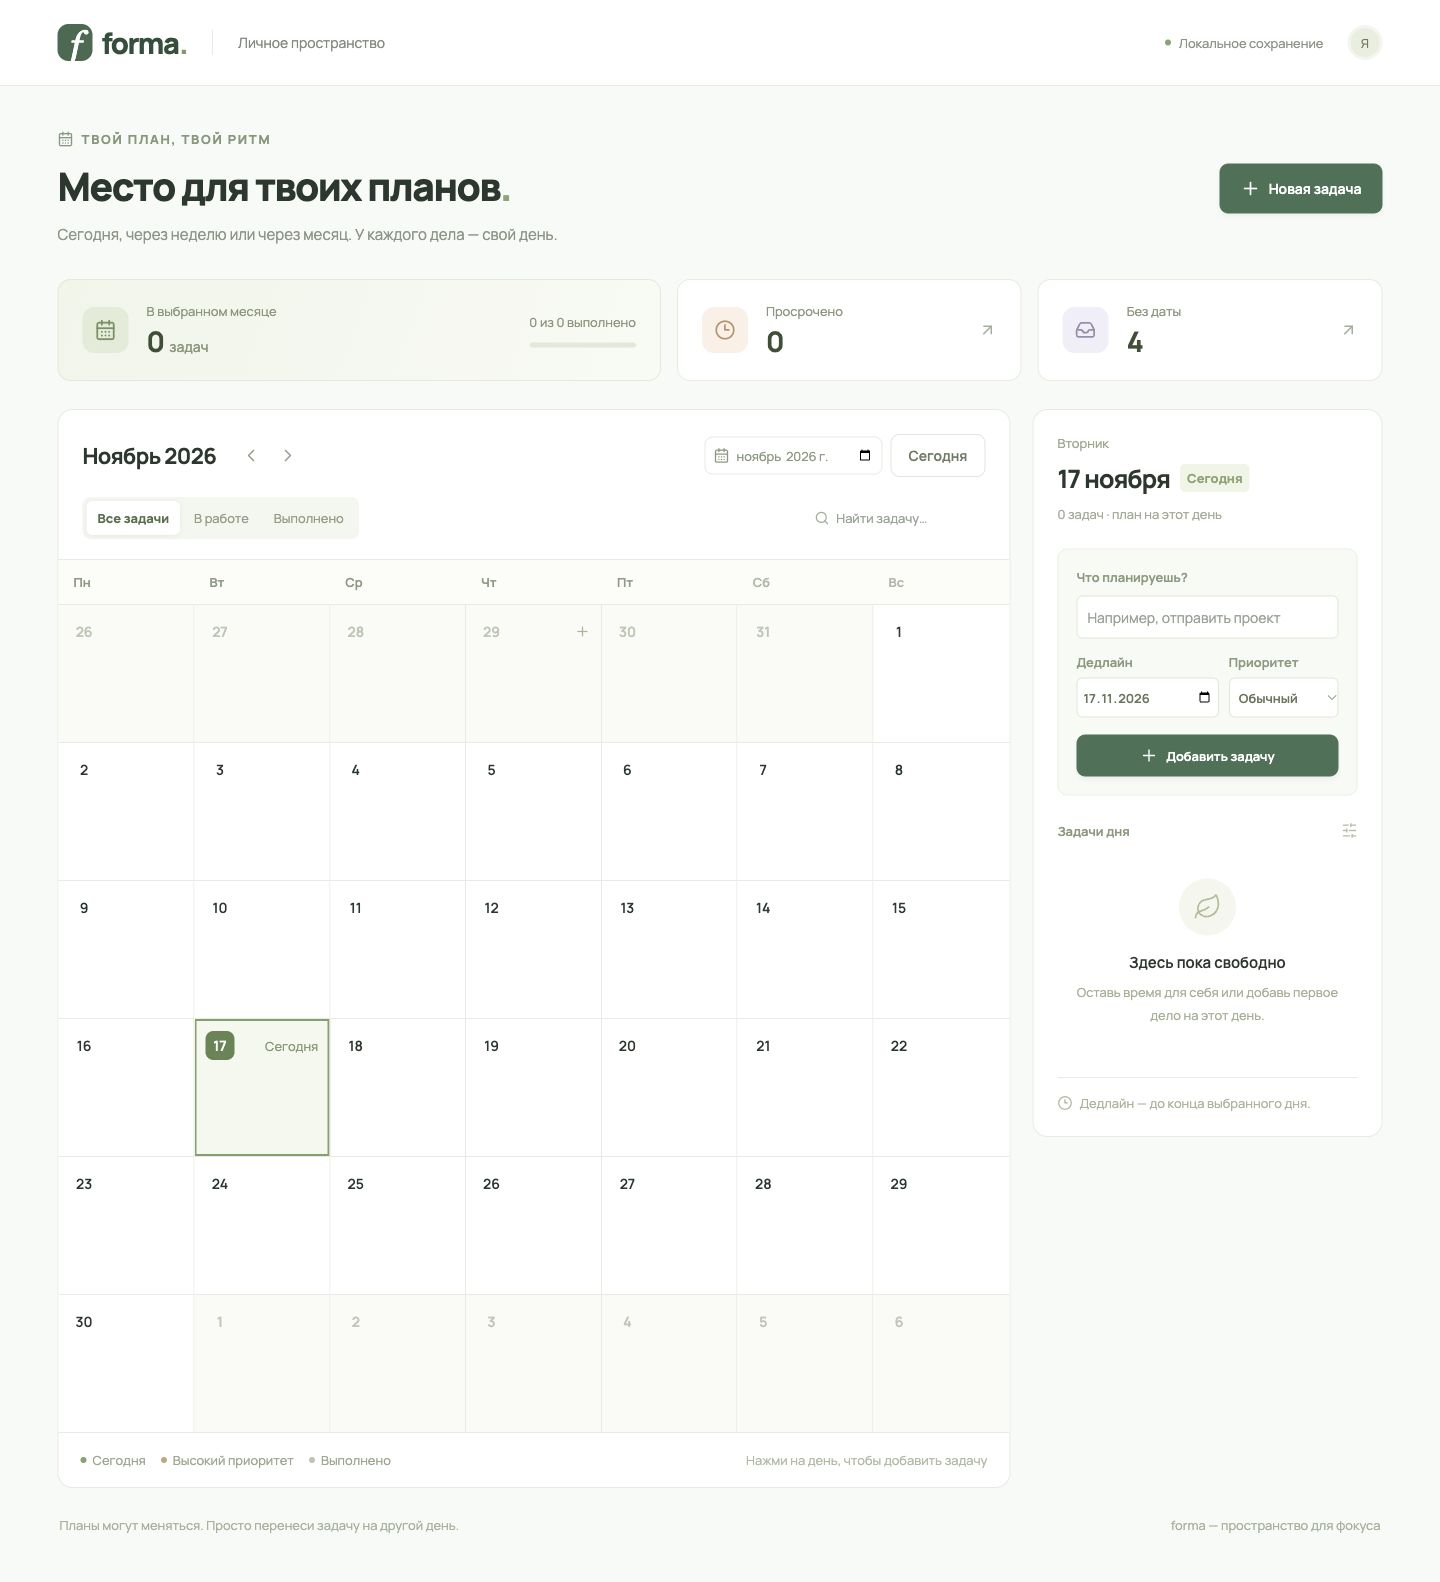 f forma.
Личное пространство
Локальное сохранение
Я
ТВОЙ ПЛАН, ТВОЙ РИТМ
Место для твоих планов.
Новая задача
Сегодня, через неделю или через месяц. У каждого дела — свой день.
В выбранном месяце
0 задач
0 из 0 выполнено
Просрочено
0
Без даты
4
Ноябрь 2026
ноябрь 2026 г.
Сегодня
Все задачи
В работе
Выполнено
Найти задачу...
Пн Вт Ср Чт Пт Сб Вс
26 27 28 29 30 31 1
2 3 4 5 6 7 8
9 10 11 12 13 14 15
16 17 Сегодня 18 19 20 21 22
23 24 25 26 27 28 29
30 1 2 3 4 5 6
Сегодня
Высокий приоритет
Выполнено
Нажми на день, чтобы добавить задачу
Вторник
17 ноября
Сегодня
0 задач · план на этот день
Что планируешь?
Например, отправить проект
Дедлайн
Приоритет
17.11.2026
Обычный
Добавить задачу
Задачи дня
Здесь пока свободно
Оставь время для себя или добавь первое
дело на этот день.
Дедлайн — до конца выбранного дня.
Планы могут меняться. Просто перенеси задачу на другой день.
forma — пространство для фокуса